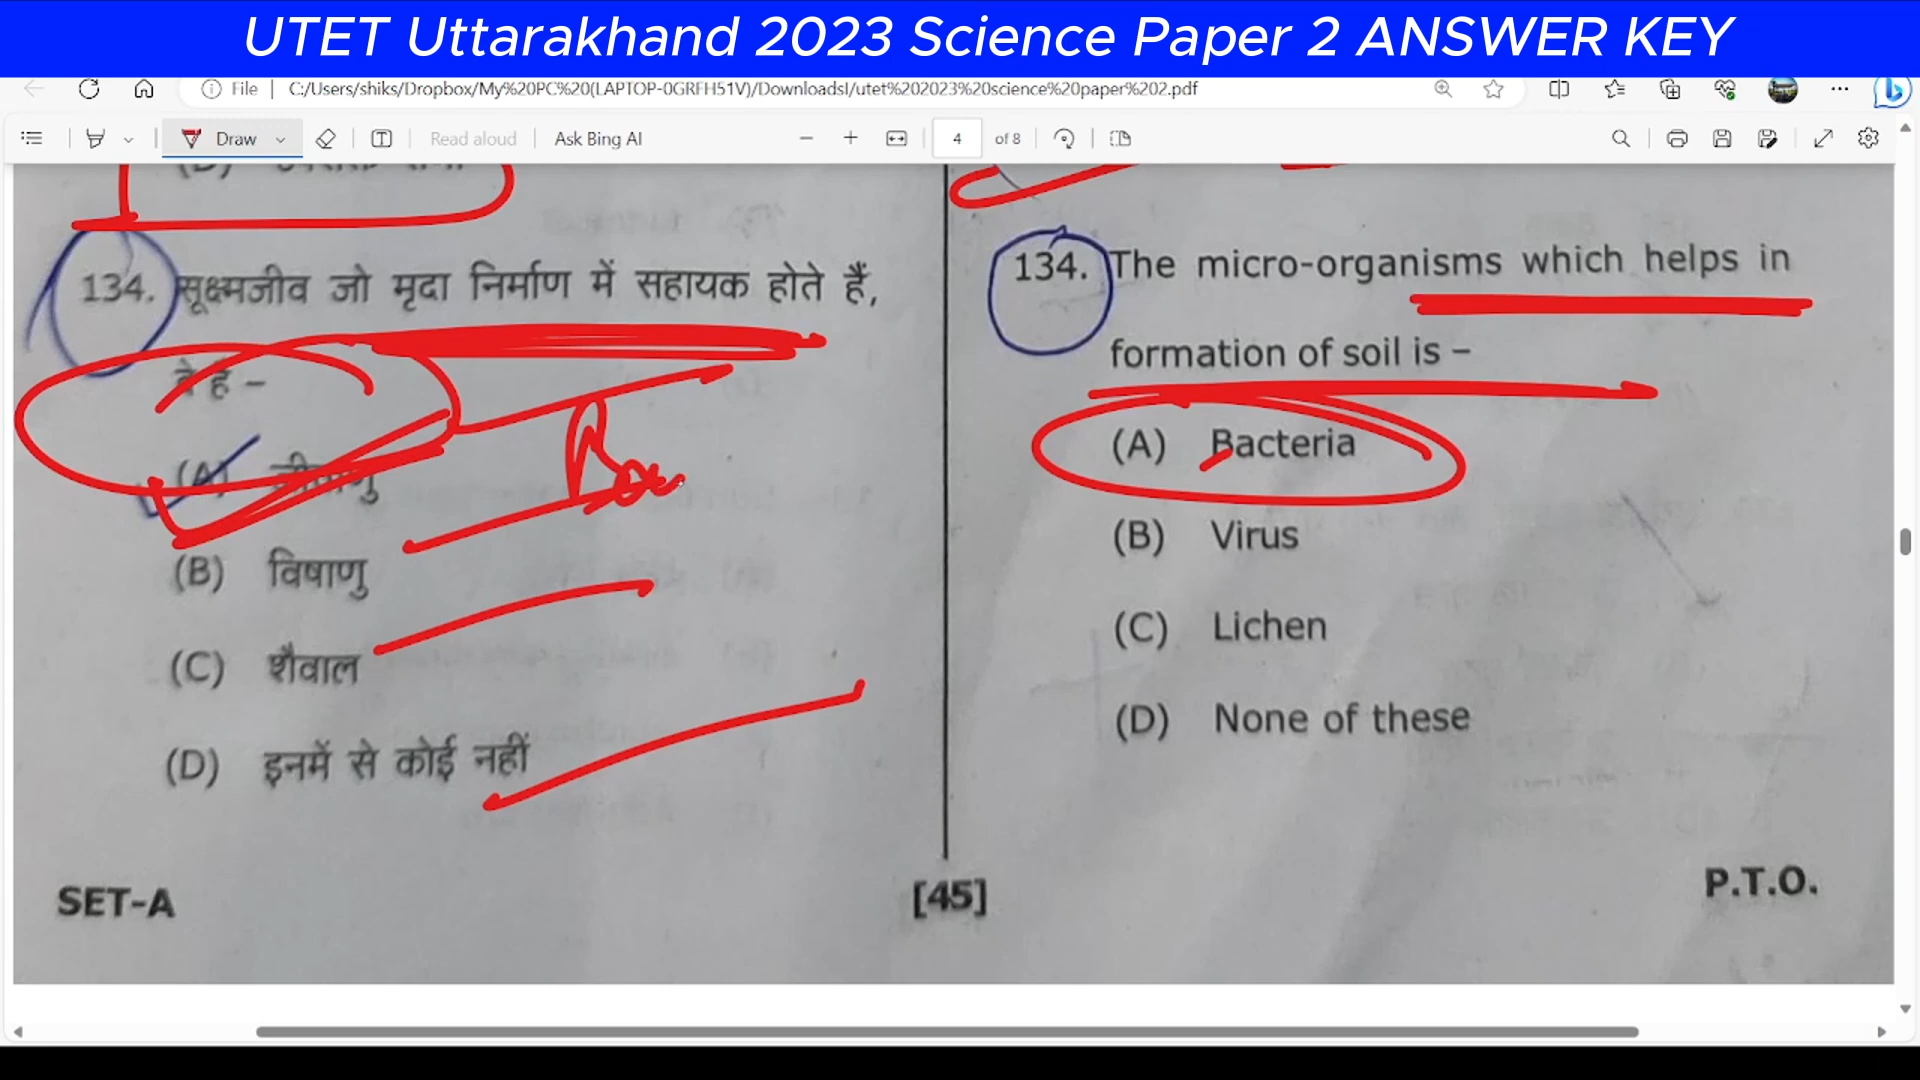 UTET Uttarakhand 2023 Science Paper 2 ANSWER KEY
File | C:/Users/shiks/Dropbox/My%20PC%20(LAPTOP-0GRFH51V)/Downloadsl/utet%202023%20science%20paper%202.pdf
Draw
Read aloud
Ask Bing AI
4 of 8
134. सूक्ष्मजीव जो मृदा निर्माण में सहायक होते हैं,
वे हैं –
(A) जीवाणु
(B) विषाणु
(C) शैवाल
(D) इनमें से कोई नहीं
SET-A
134. The micro-organisms which helps in
formation of soil is –
(A) Bacteria
(B) Virus
(C) Lichen
(D) None of these
[45]
P.T.O.